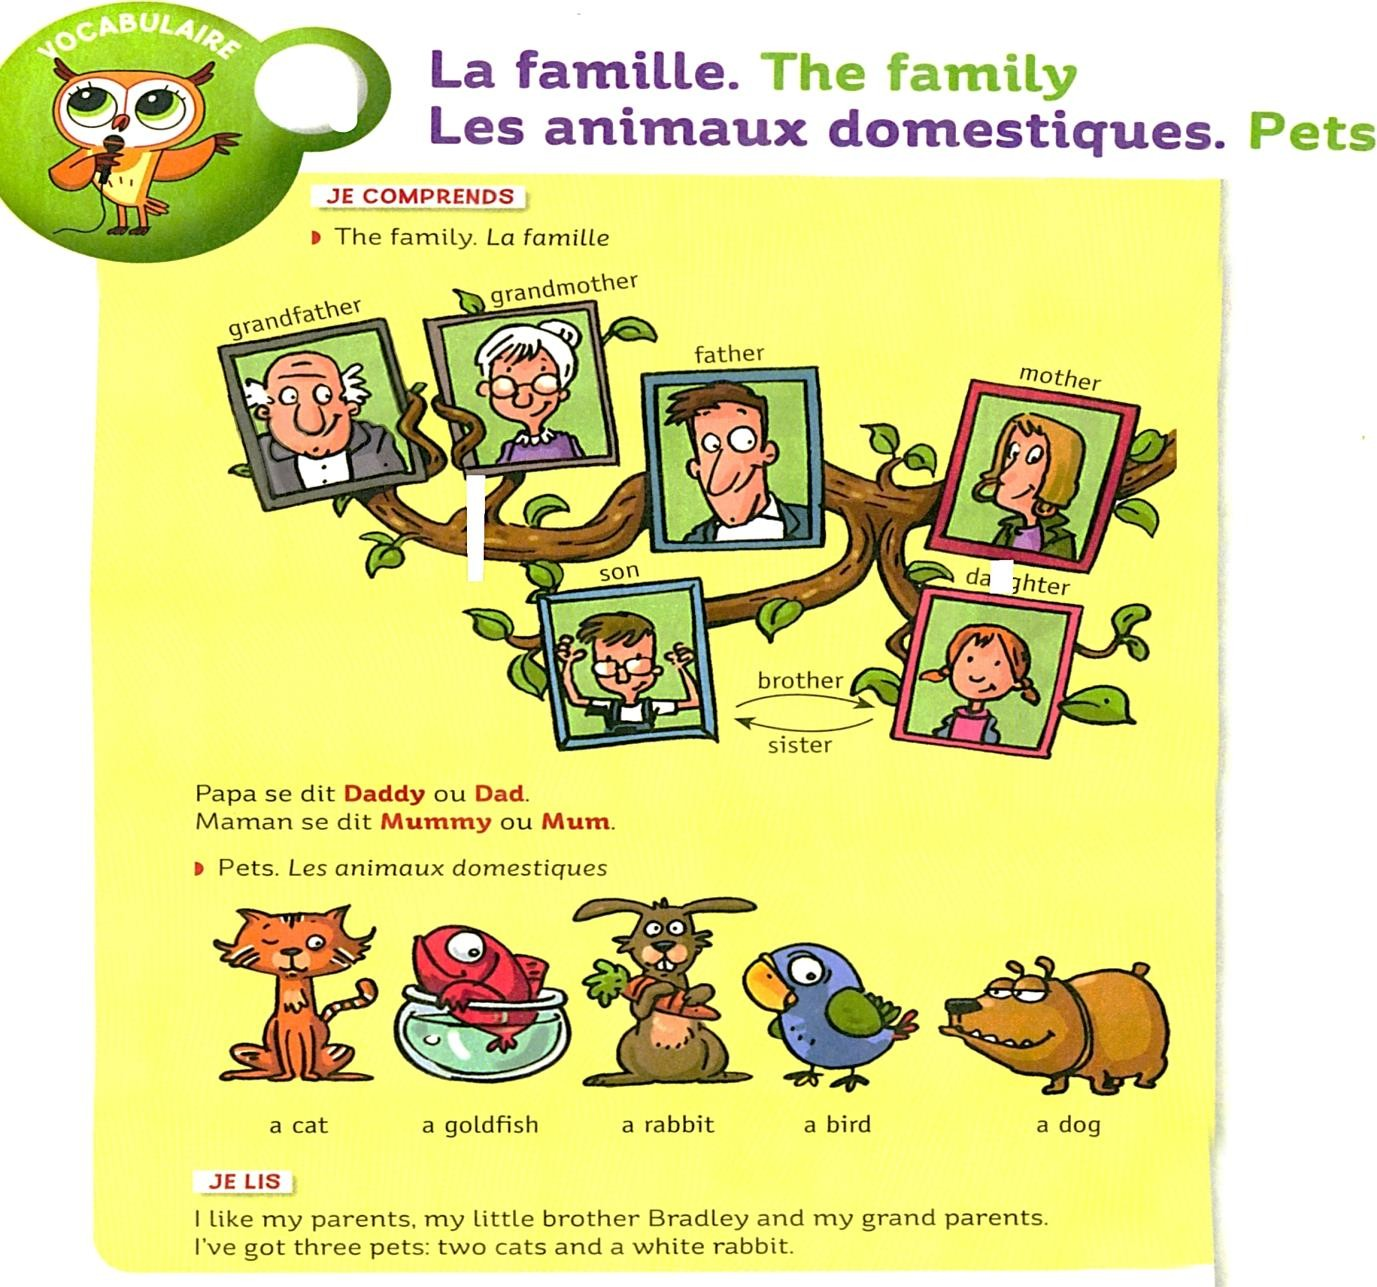 VOCABULAIRE
La famille. The family
Les animaux domestiques. Pets
JE COMPRENDS
The family. La famille
grandfather
grandmother
father
mother
son
brother
sister
Papa se dit Daddy ou Dad.
Maman se dit Mummy ou Mum.
Pets. Les animaux domestiques
a cat
a goldfish
a rabbit
a bird
a dog
JE LIS
I like my parents, my little brother Bradley and my grand parents.
I've got three pets: two cats and a white rabbit.